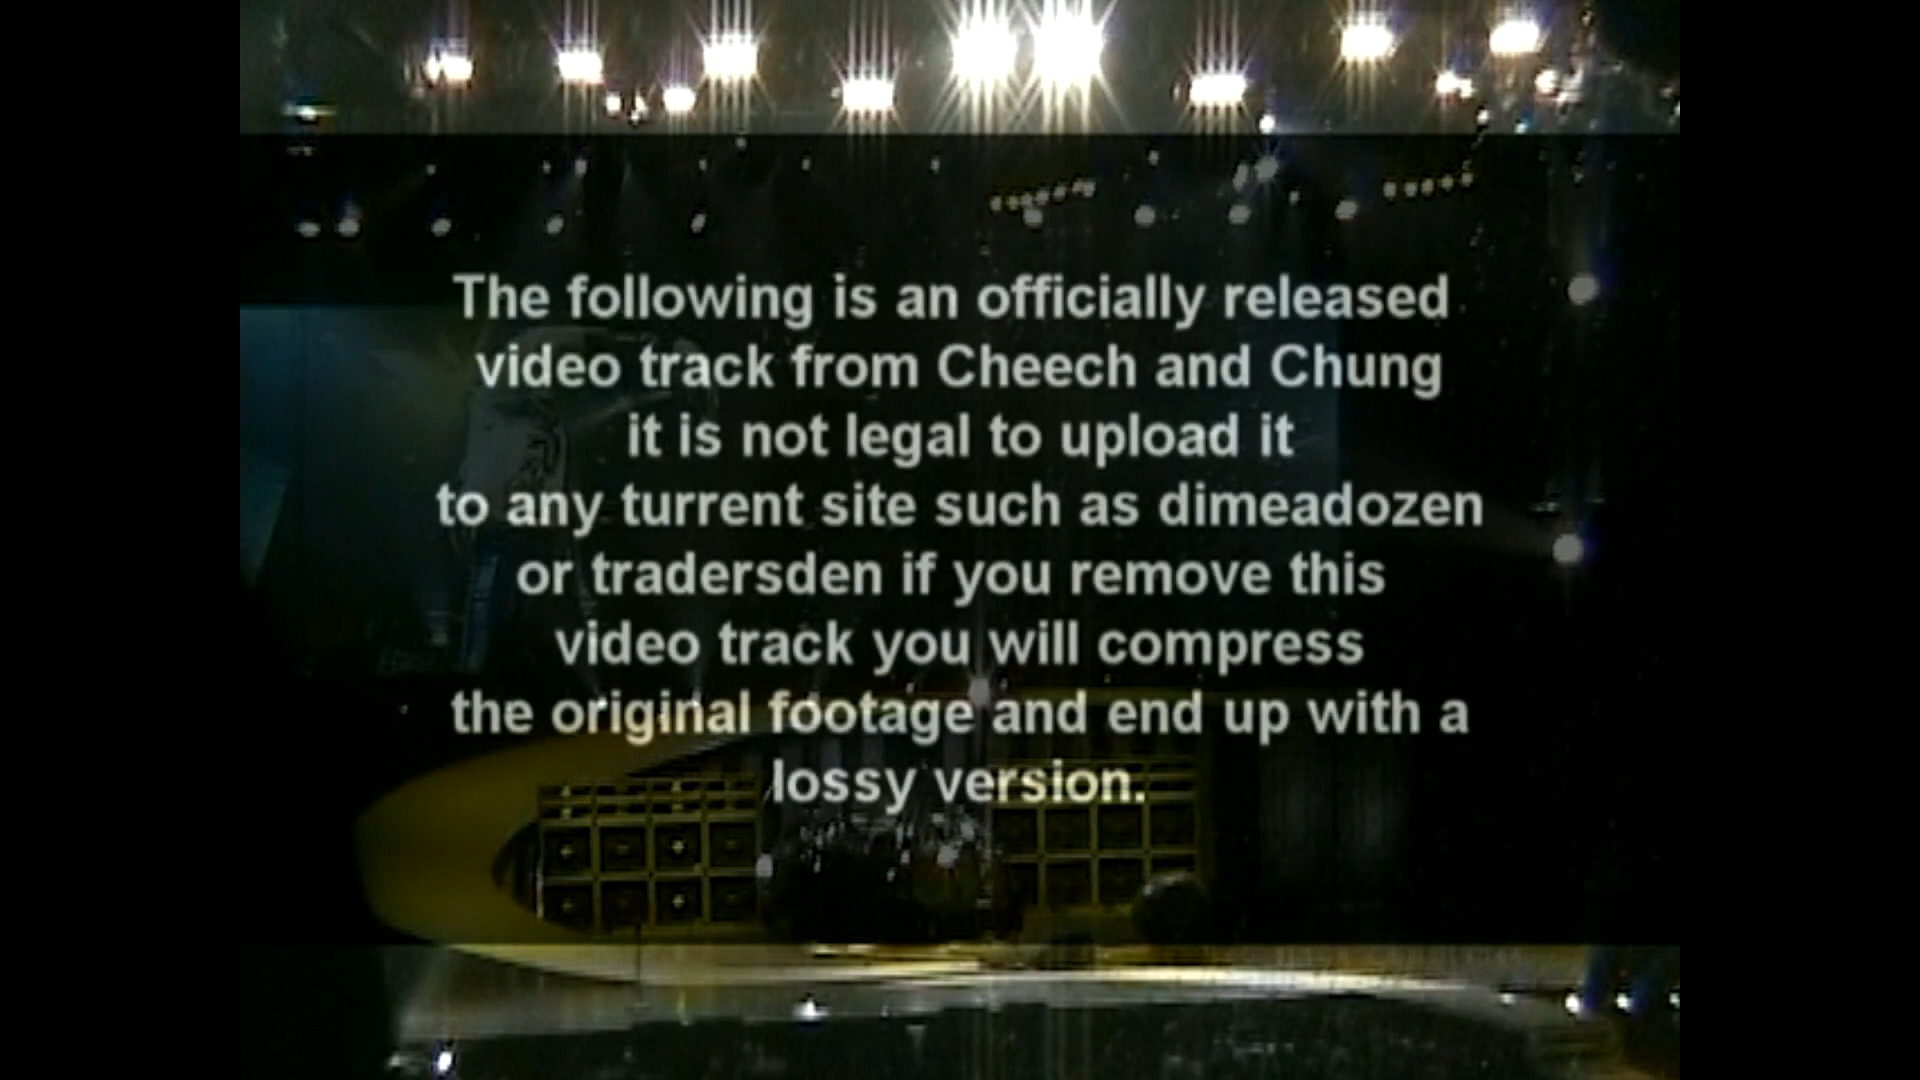 The following is an officially released
video track from Cheech and Chung
it is not legal to upload it
to any turrent site such as dimeadozen
or tradersden if you remove this
video track you will compress
the original footage and end up with a
lossy version.